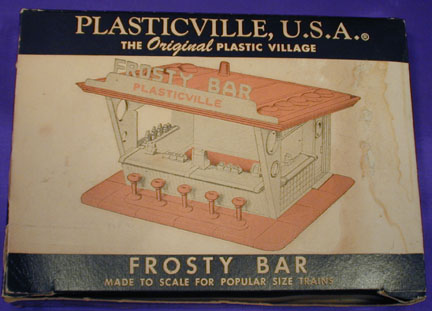 PLASTICVILLE, U.S.A.®
THE Original PLASTIC VILLAGE
FROSTY BAR
PLASTICVILLE
FROSTY BAR
MADE TO SCALE FOR POPULAR SIZE TRAINS